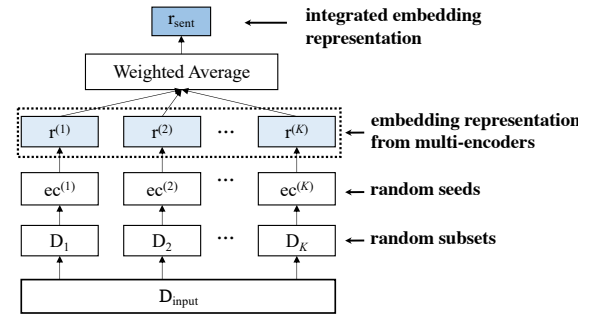 r_sent integrated embedding
representation
Weighted Average
r^(1) r^(2) ... r^(K) embedding representation
from multi-encoders
ec^(1) ec^(2) ... ec^(K) random seeds
D_1 D_2 ... D_K random subsets
D_input